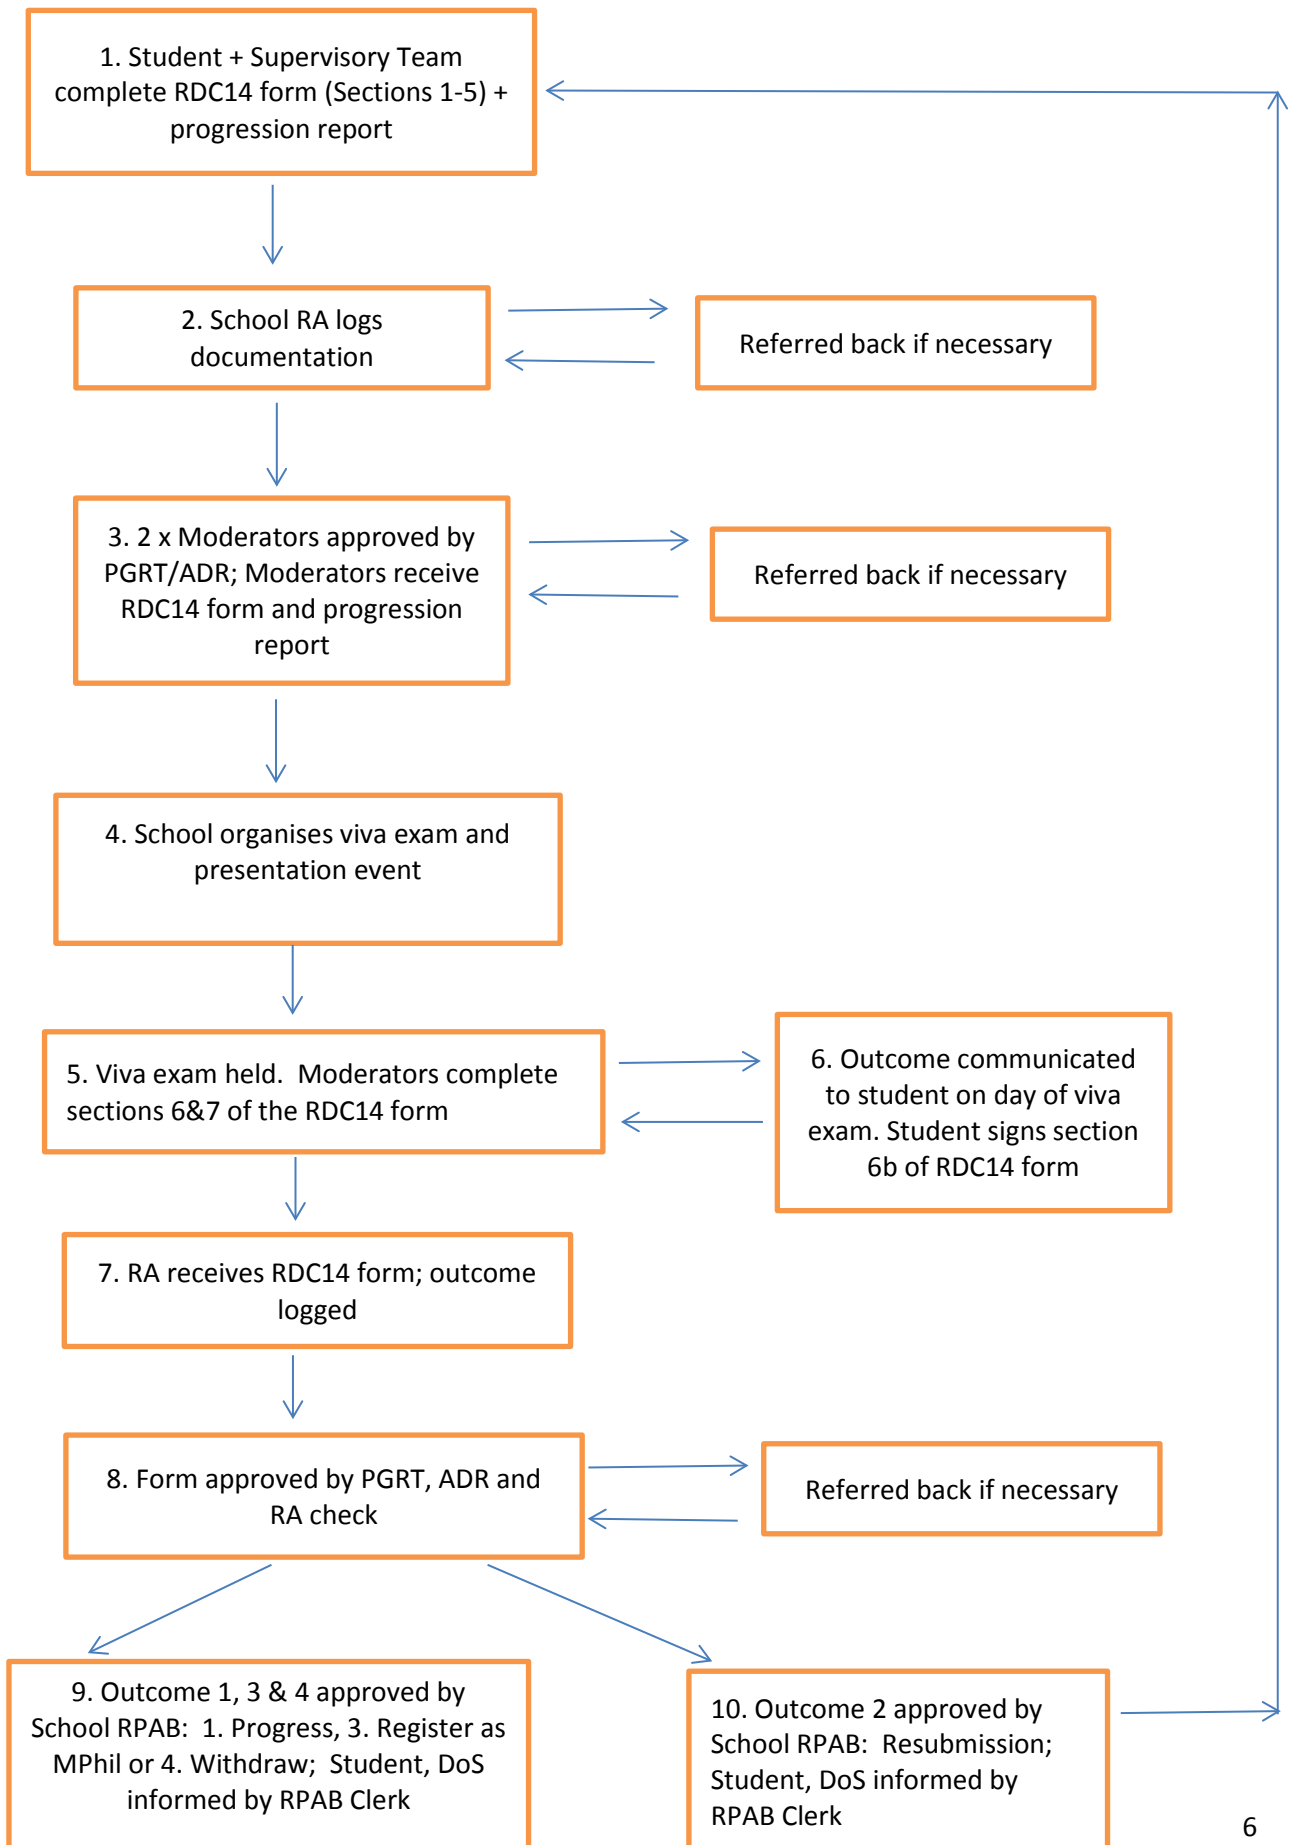 1. Student + Supervisory Team
complete RDC14 form (Sections 1-5) +
progression report
2. School RA logs
documentation
Referred back if necessary
3. 2 x Moderators approved by
PGRT/ADR; Moderators receive
RDC14 form and progression
report
Referred back if necessary
4. School organises viva exam and
presentation event
5. Viva exam held.  Moderators complete
sections 6&7 of the RDC14 form
6. Outcome communicated
to student on day of viva
exam. Student signs section
6b of RDC14 form
7. RA receives RDC14 form; outcome
logged
8. Form approved by PGRT, ADR and
RA check
Referred back if necessary
9. Outcome 1, 3 & 4 approved by
School RPAB:  1. Progress, 3. Register as
MPhil or 4. Withdraw;  Student, DoS
informed by RPAB Clerk
10. Outcome 2 approved by
School RPAB:  Resubmission;
Student, DoS informed by
RPAB Clerk
6